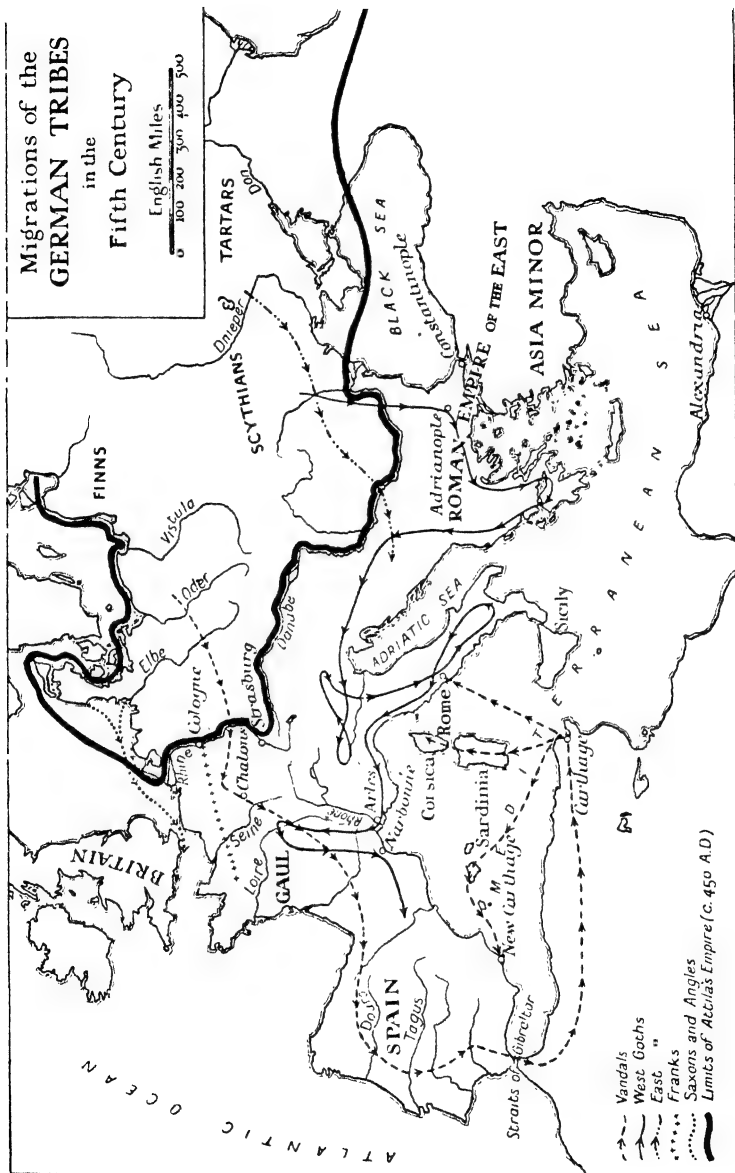 Migrations of the
GERMAN TRIBES
in the
Fifth Century
English Miles
0 100 200 300 400 500
ATLANTIC OCEAN
BRITAIN
FINNS
SCYTHIANS
TARTARS
Don
Dnieper
Vistula
Oder
Elbe
Rhine
Cologne
Chalons
Strasburg
Danube
Seine
Loire
GAUL
Rhone
Arles
Narbonne
BLACK SEA
Constantinople
Adrianople
ROMAN EMPIRE OF THE EAST
ASIA MINOR
ADRIATIC SEA
Rome
Corsica
Sardinia
Sicily
SPAIN
Douro
Tagus
New Carthage
Straits of Gibraltar
Carthage
MEDITERRANEAN SEA
Alexandria
Vandals
West Goths
East "
Franks
Saxons and Angles
Limits of Attila's Empire (c. 450 A.D)